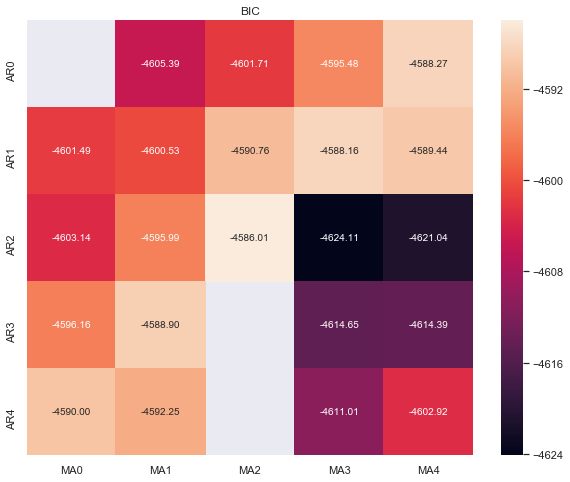 BIC
AR0 -4605.39 -4601.71 -4595.48 -4588.27
AR1 -4601.49 -4600.53 -4590.76 -4588.16 -4589.44
AR2 -4603.14 -4595.99 -4586.01 -4624.11 -4621.04
AR3 -4596.16 -4588.90 -4614.65 -4614.39
AR4 -4590.00 -4592.25 -4611.01 -4602.92
MA0 MA1 MA2 MA3 MA4
−4592
−4600
−4608
−4616
−4624